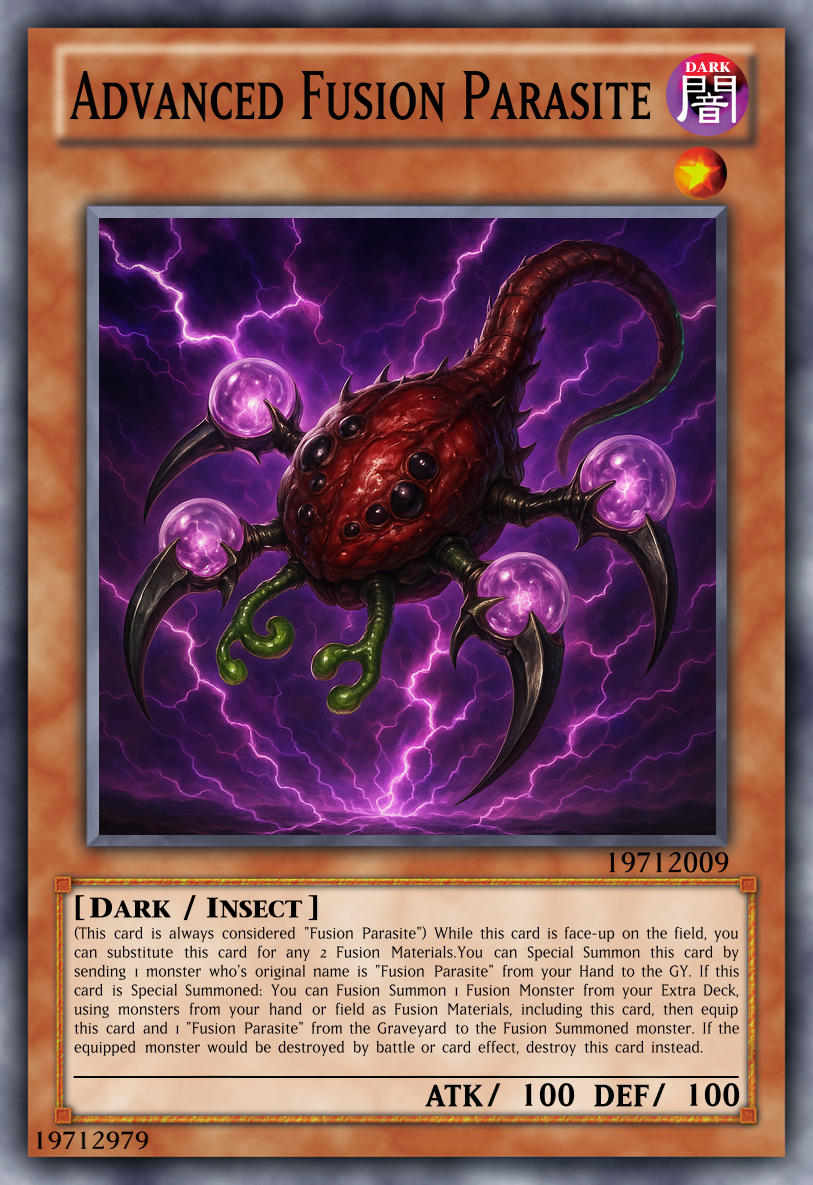 Advanced Fusion Parasite
DARK
闇
19712009
[ Dark / Insect ]
(This card is always considered "Fusion Parasite") While this card is face-up on the field, you
can substitute this card for any 2 Fusion Materials.You can Special Summon this card by
sending 1 monster who's original name is "Fusion Parasite" from your Hand to the GY. If this
card is Special Summoned: You can Fusion Summon 1 Fusion Monster from your Extra Deck,
using monsters from your hand or field as Fusion Materials, including this card, then equip
this card and 1 "Fusion Parasite" from the Graveyard to the Fusion Summoned monster. If the
equipped monster would be destroyed by battle or card effect, destroy this card instead.
ATK/ 100 DEF/ 100
19712979